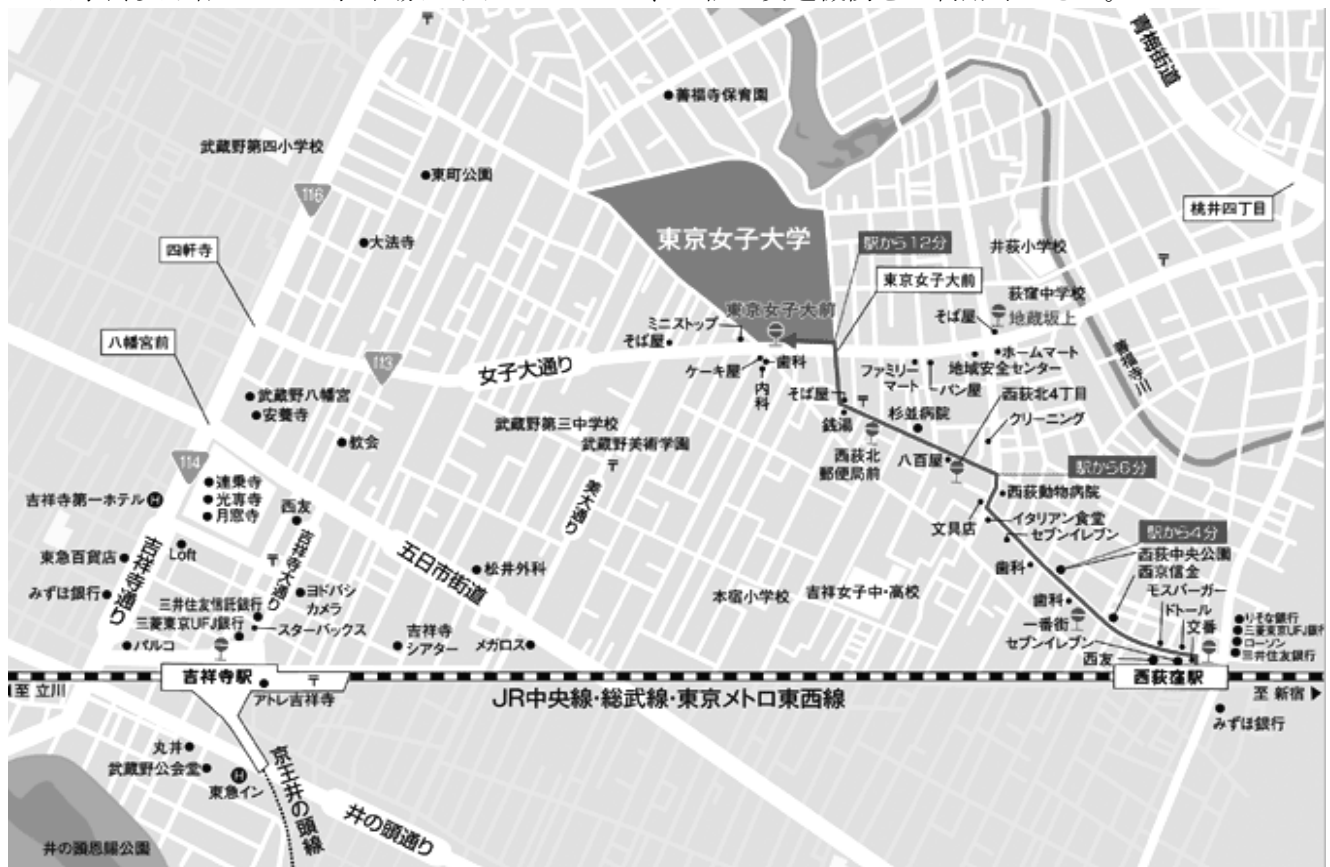 〒
青梅街道
善福寺保育園
武蔵野第四小学校
東町公園
116
桃井四丁目
東京女子大学
駅から12分
四軒寺
大法寺
井荻小学校
〒
東京女子大前
東京女子大前
荻窪中学校
そば屋
地蔵坂上
ミニストップ
そば屋
八幡宮前
113
女子大通り
ケーキ屋
歯科
内科
ファミリー
マート
パン屋
ホームマート
地域安全センター
善福寺川
武蔵野八幡宮
安養寺
そば屋
〒
西荻北4丁目
銭湯
杉並病院
クリーニング
武蔵野第三中学校
武蔵野美術学園
教会
〒
西荻北
郵便局前
八百屋
駅から6分
114
蓮乗寺
光専寺
月窓寺
吉祥寺第一ホテル
H
西友
美大通り
西荻動物病院
文具店
イタリアン食堂
セブンイレブン
駅から4分
東急百貨店
Loft
〒
吉祥寺大通り
五日市街道
松井外科
歯科
西荻中央公園
西京信金
みずほ銀行
吉祥寺通り
ヨドバシ
カメラ
本宿小学校
吉祥女子中・高校
モスバーガー
三井住友信託銀行
三菱東京UFJ銀行
スターバックス
歯科
一番街
ドトール
交番
りそな銀行
三菱東京UFJ銀行
ローソン
三井住友銀行
パルコ
吉祥寺
シアター
メガロス
セブンイレブン
西友
吉祥寺駅
〒
西荻窪駅
至 立川
アトレ吉祥寺
JR中央線・総武線・東京メトロ東西線
至 新宿
みずほ銀行
丸井
武蔵野公会堂
H
東急イン
京王井の頭線
井の頭通り
井の頭恩賜公園